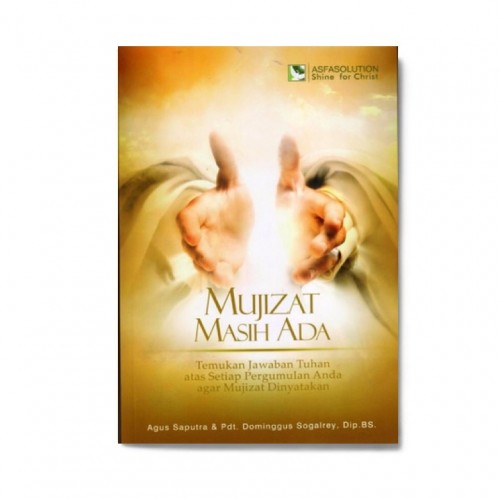 ASFASOLUTION
Shine for Christ
MUJIZAT
MASIH ADA
Temukan Jawaban Tuhan
atas Setiap Pergumulan Anda
agar Mujizat Dinyatakan
Agus Saputra & Pdt. Dominggus Sogalrey, Dip.BS.